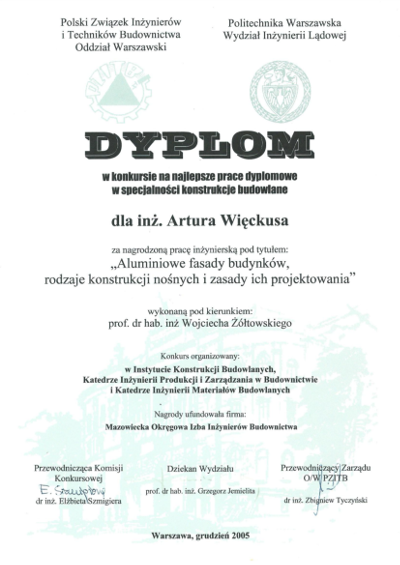 Polski Związek Inżynierów
i Techników Budownictwa
Oddział Warszawski
Politechnika Warszawska
Wydział Inżynierii Lądowej
DYPLOM
w konkursie na najlepsze prace dyplomowe
w specjalności konstrukcje budowlane
dla inż. Artura Więckusa
za nagrodzoną pracę inżynierską pod tytułem:
„Aluminiowe fasady budynków,
rodzaje konstrukcji nośnych i zasady ich projektowania”
wykonaną pod kierunkiem:
prof. dr hab. inż Wojciecha Żółtowskiego
Konkurs organizowany:
w Instytucie Konstrukcji Budowlanych,
Katedrze Inżynierii Produkcji i Zarządzania w Budownictwie
i Katedrze Inżynierii Materiałów Budowlanych
Nagrody ufundowała firma:
Mazowiecka Okręgowa Izba Inżynierów Budownictwa
Przewodnicząca Komisji
Konkursowej
dr inż. Elżbieta Szmigiera
Dziekan Wydziału
prof. dr hab. inż. Grzegorz Jemielita
Przewodniczący Zarządu
O/W PZITB
dr inż. Zbigniew Tyczyński
Warszawa, grudzień 2005